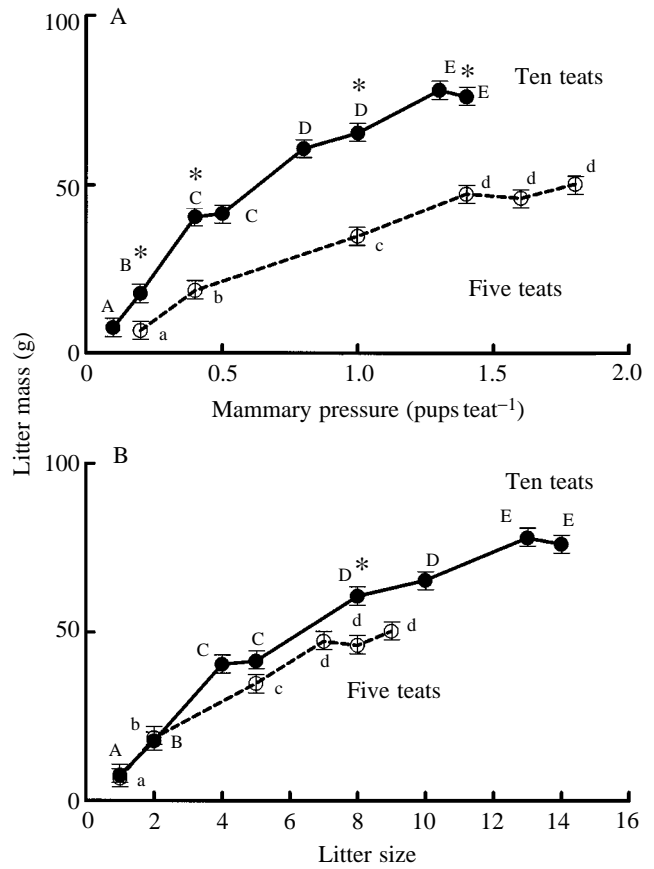 A
100
50
0
0
0.5
1.0
1.5
2.0
A
B
*
*
C
C
D
*
D
E
*
E
Ten teats
a
b
c
d
d
d
Five teats
Mammary pressure (pups teat⁻¹)
Litter mass (g)
B
100
50
0
0
2
4
6
8
10
12
14
16
A
a
b
B
C
C
c
D
*
d
d
d
D
E
E
Ten teats
Five teats
Litter size